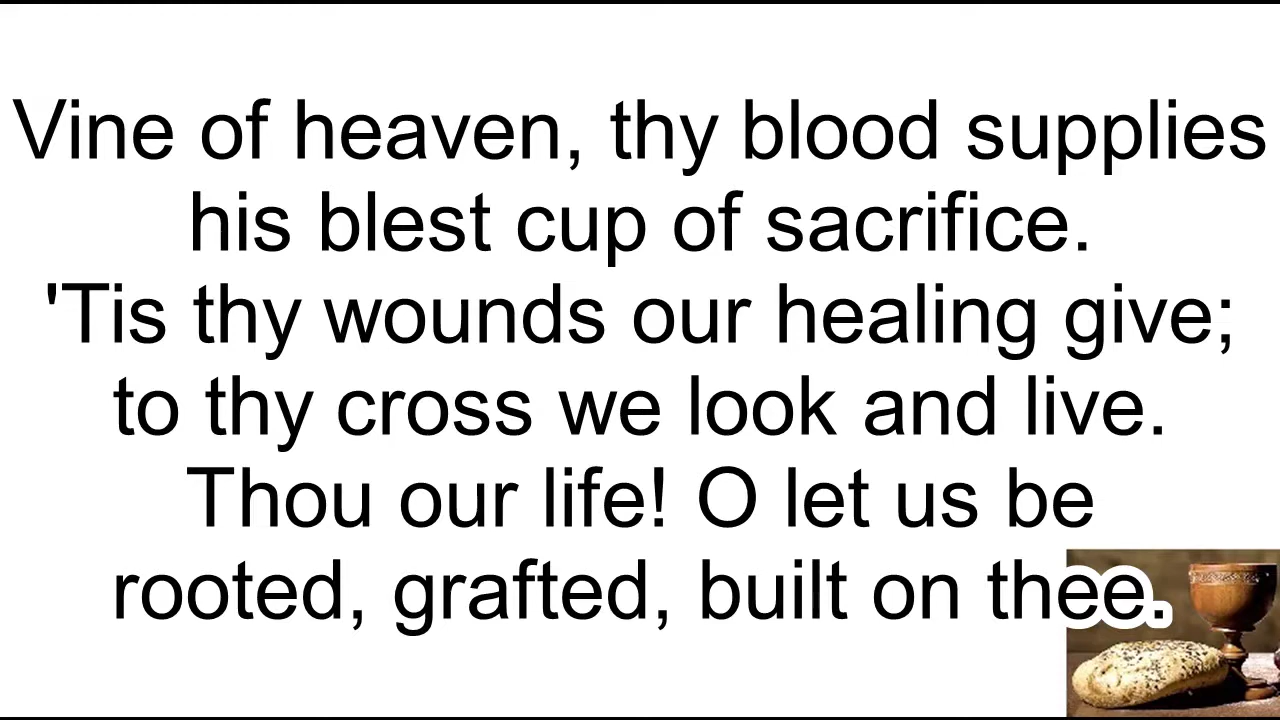 Vine of heaven, thy blood supplies
his blest cup of sacrifice.
'Tis thy wounds our healing give;
to thy cross we look and live.
Thou our life! O let us be
rooted, grafted, built on thee.